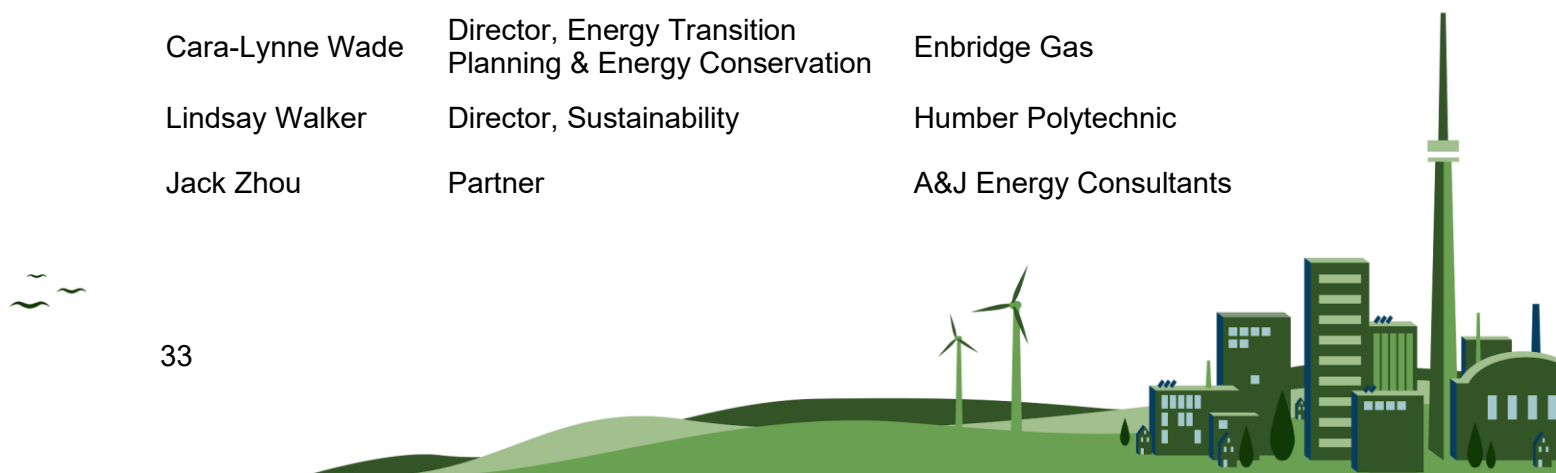 Cara-Lynne Wade Director, Energy Transition Planning & Energy Conservation Enbridge Gas
Lindsay Walker Director, Sustainability Humber Polytechnic
Jack Zhou Partner A&J Energy Consultants
33